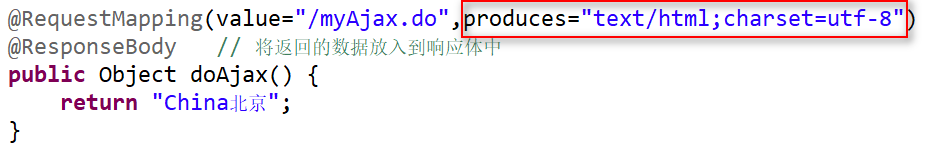 @RequestMapping(value="/myAjax.do",produces="text/html;charset=utf-8")
@ResponseBody   // 将返回的数据放入到响应体中
public Object doAjax() {
    return "China北京";
}